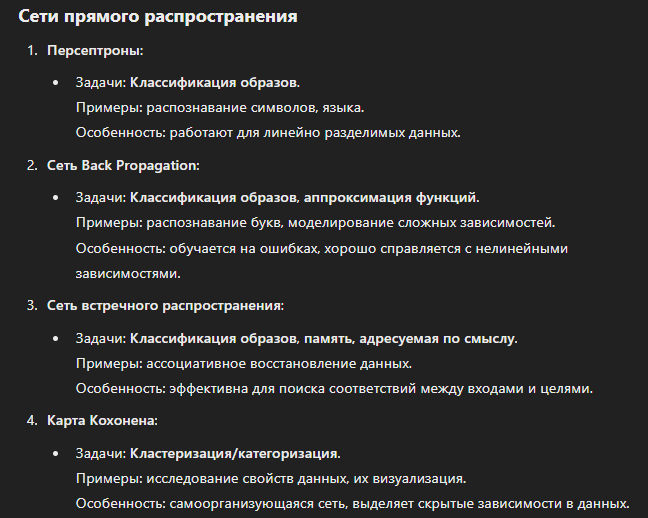 Сети прямого распространения
1. Персептроны:
• Задачи: Классификация образов.
Примеры: распознавание символов, языка.
Особенность: работают для линейно разделимых данных.
2. Сеть Back Propagation:
• Задачи: Классификация образов, аппроксимация функций.
Примеры: распознавание букв, моделирование сложных зависимостей.
Особенность: обучается на ошибках, хорошо справляется с нелинейными
зависимостями.
3. Сеть встречного распространения:
• Задачи: Классификация образов, память, адресуемая по смыслу.
Примеры: ассоциативное восстановление данных.
Особенность: эффективна для поиска соответствий между входами и целями.
4. Карта Кохонена:
• Задачи: Кластеризация/категоризация.
Примеры: исследование свойств данных, их визуализация.
Особенность: самоорганизующаяся сеть, выделяет скрытые зависимости в данных.